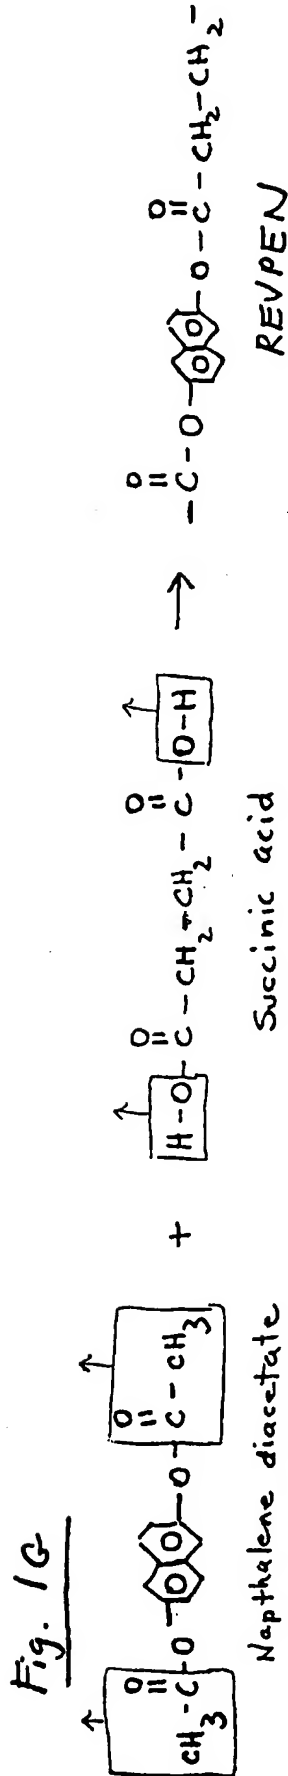 Fig. 1G
O O O O O O
CH3-C-O- -O-C-CH3 + H-O-C-CH2-CH2-C-O-H → -C-O- -O-C-CH2-CH2-
Napthalene diacetate Succinic acid REVPEN